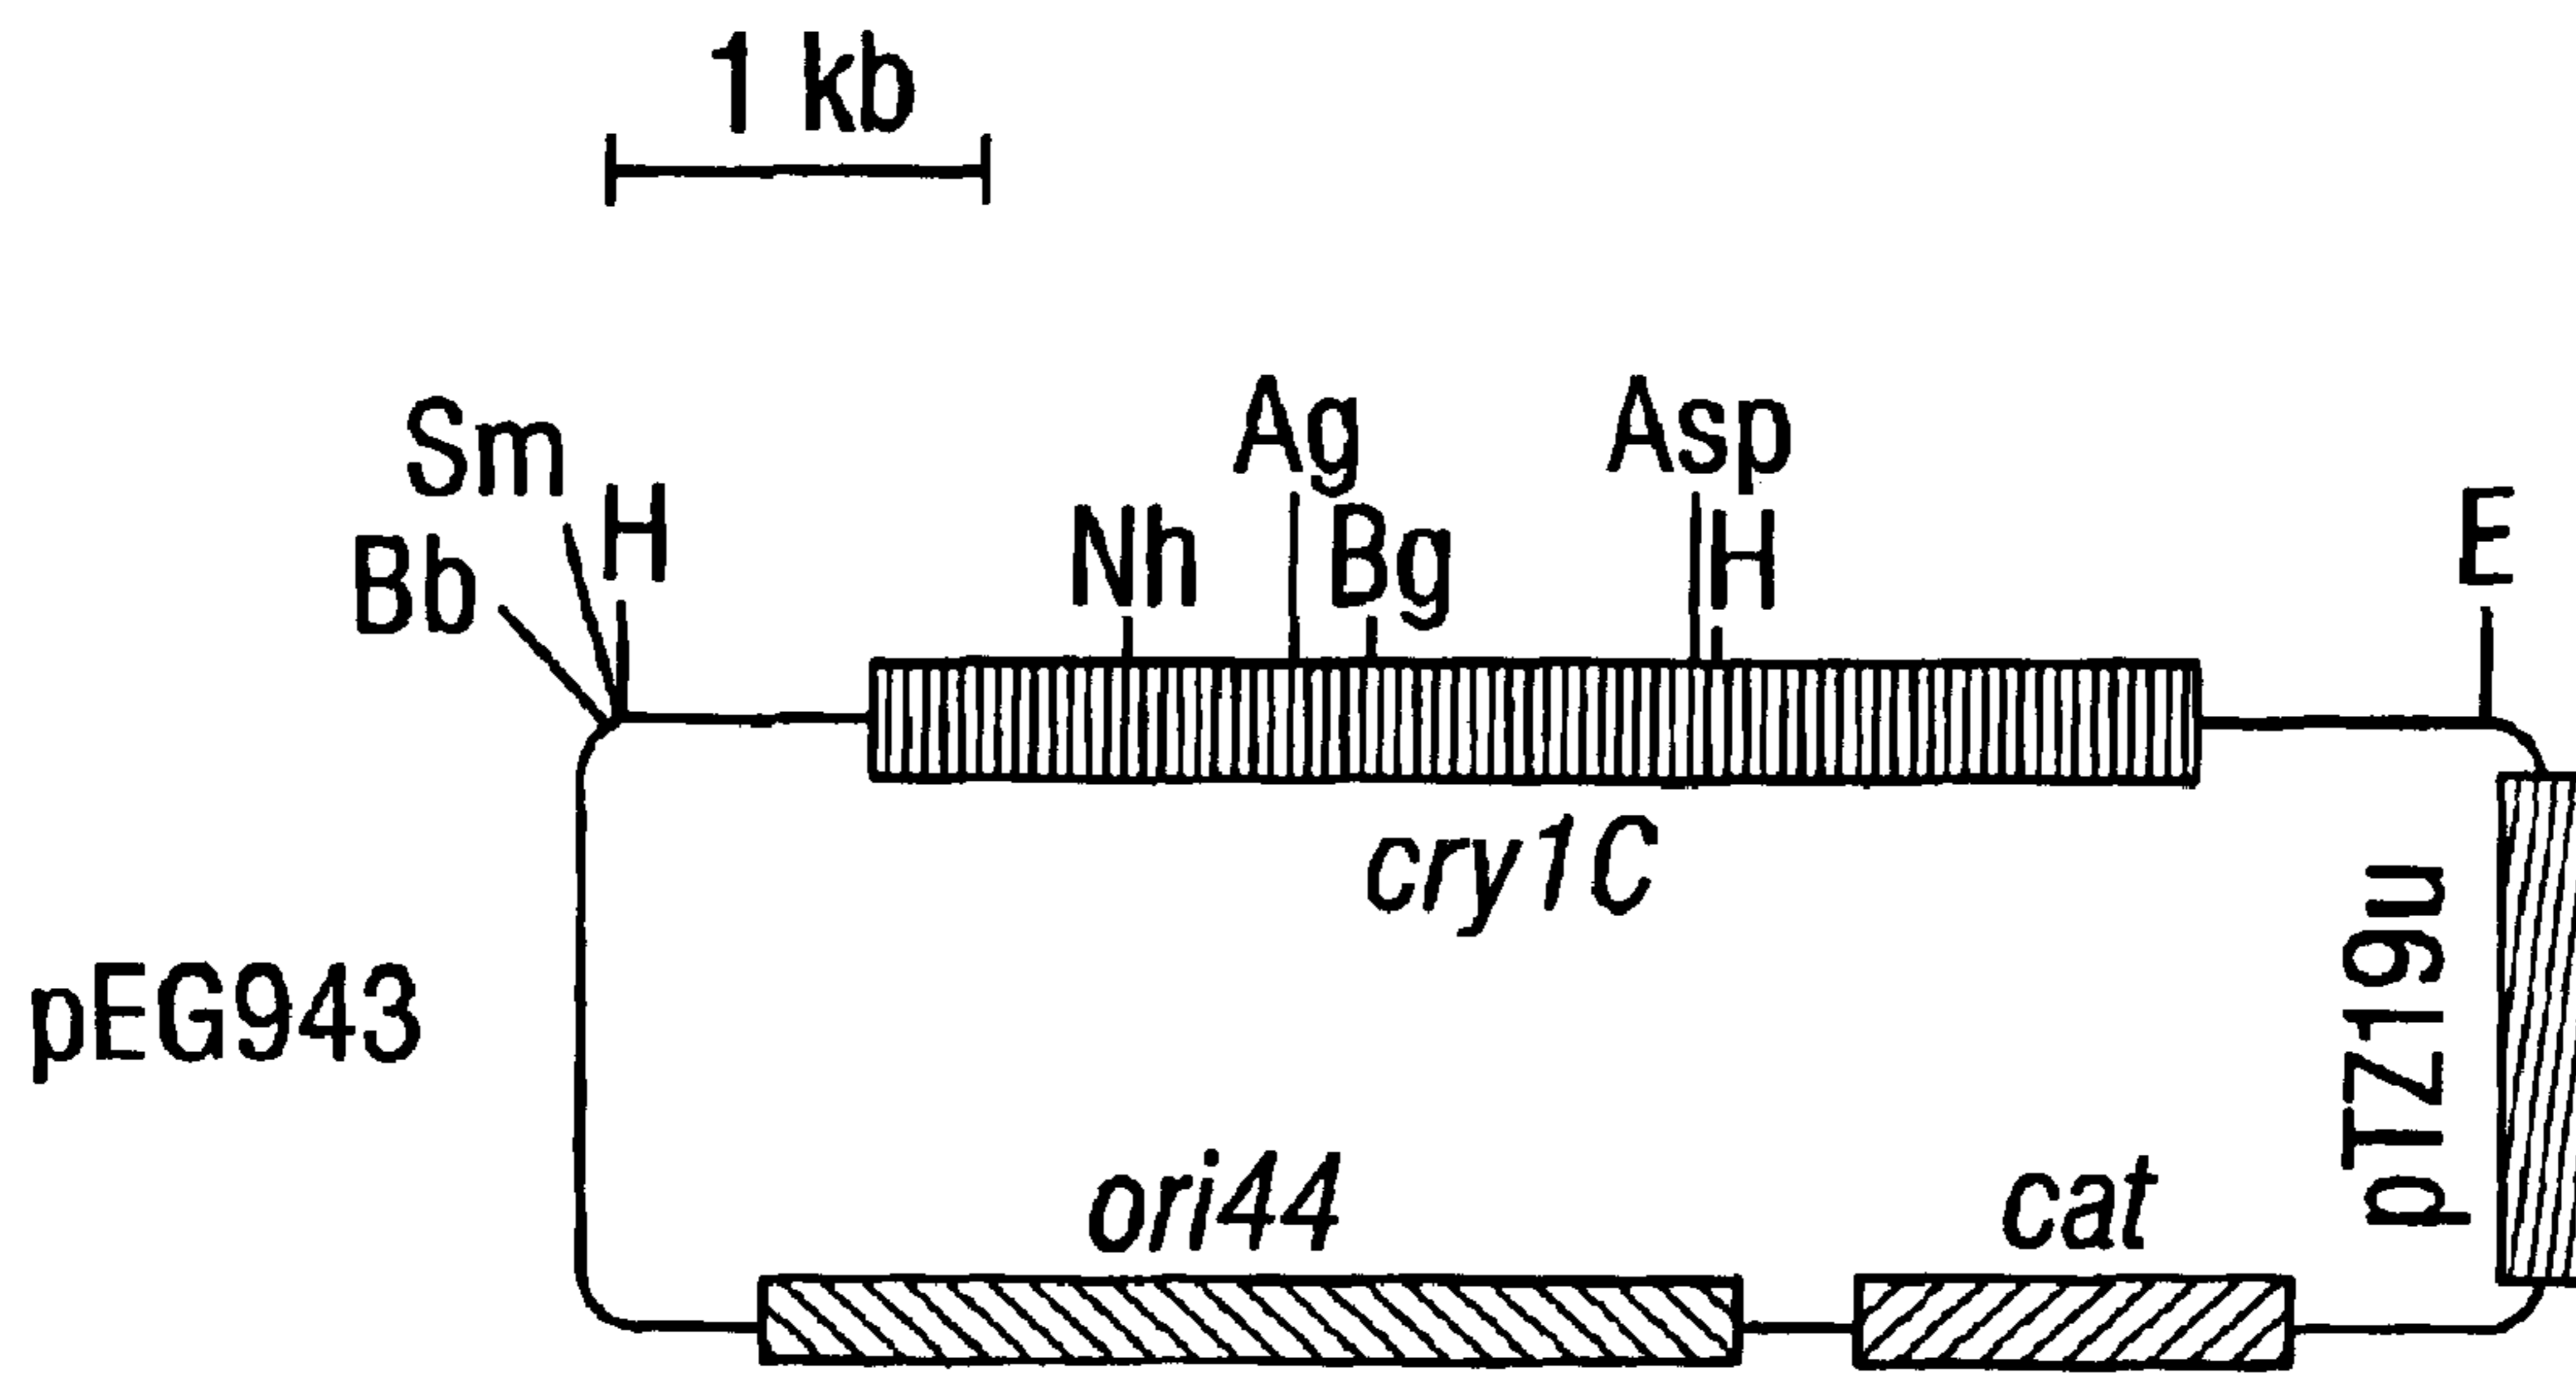 1 kb
Sm
Bb
H
Nh
Ag
Bg
Asp
H
E
cry1C
pEG943
pTZ19u
ori44
cat